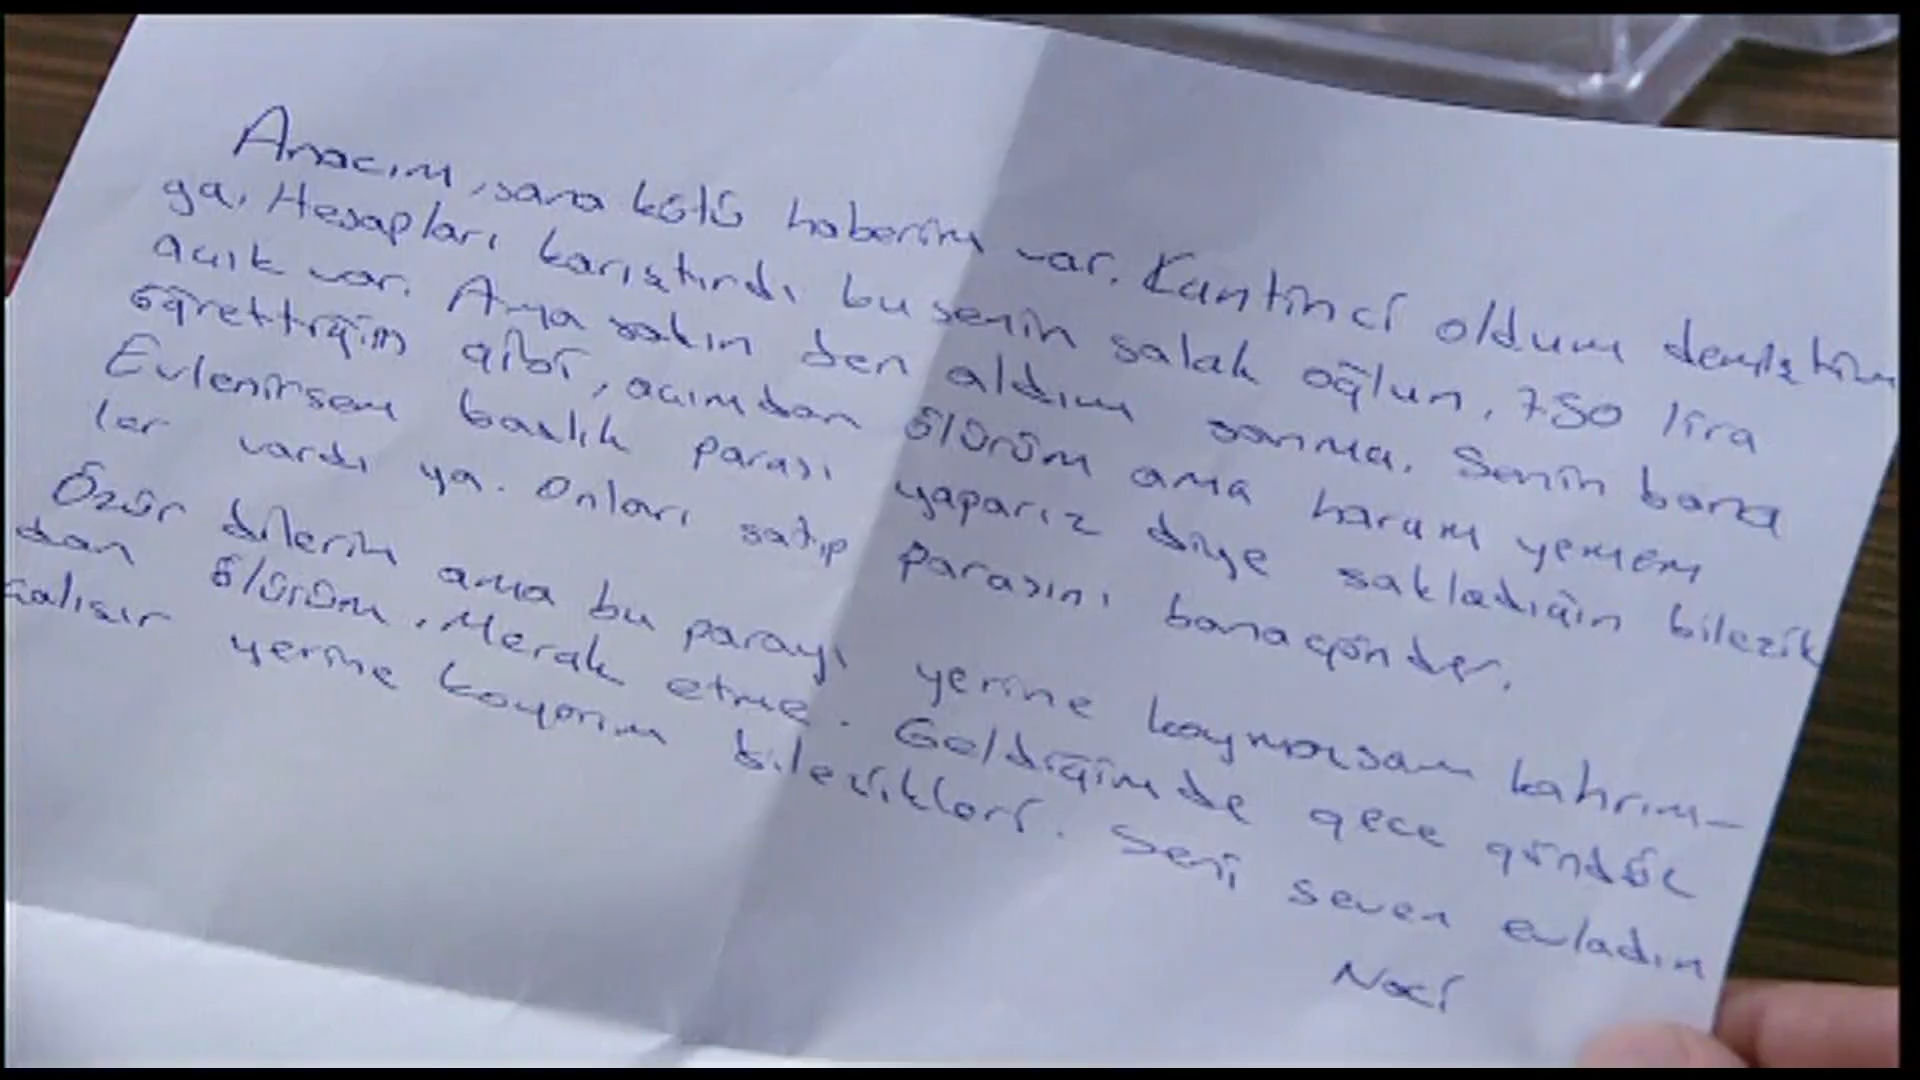 Anacım, sana kötü haberim var. Kantinci oldum demiştim
ya. Hesapları karıştırdı bu senin salak oğlun, 750 lira
açık var. Ama sakın ben aldım sanma. Senin bana
öğrettiğin gibi, acımdan ölürüm ama haram yemem
Evlenirsem başlık parası yaparız diye sakladığın bilezik
ler vardı ya. Onları satıp parasını bana gönder.
Özür dilerim ama bu parayı yerine koymazsam kahrım-
dan ölürüm. Merak etme. Geldiğimde gece gündüz
çalışır yerine koyarım bilezikleri. Seni seven evladın
Naci